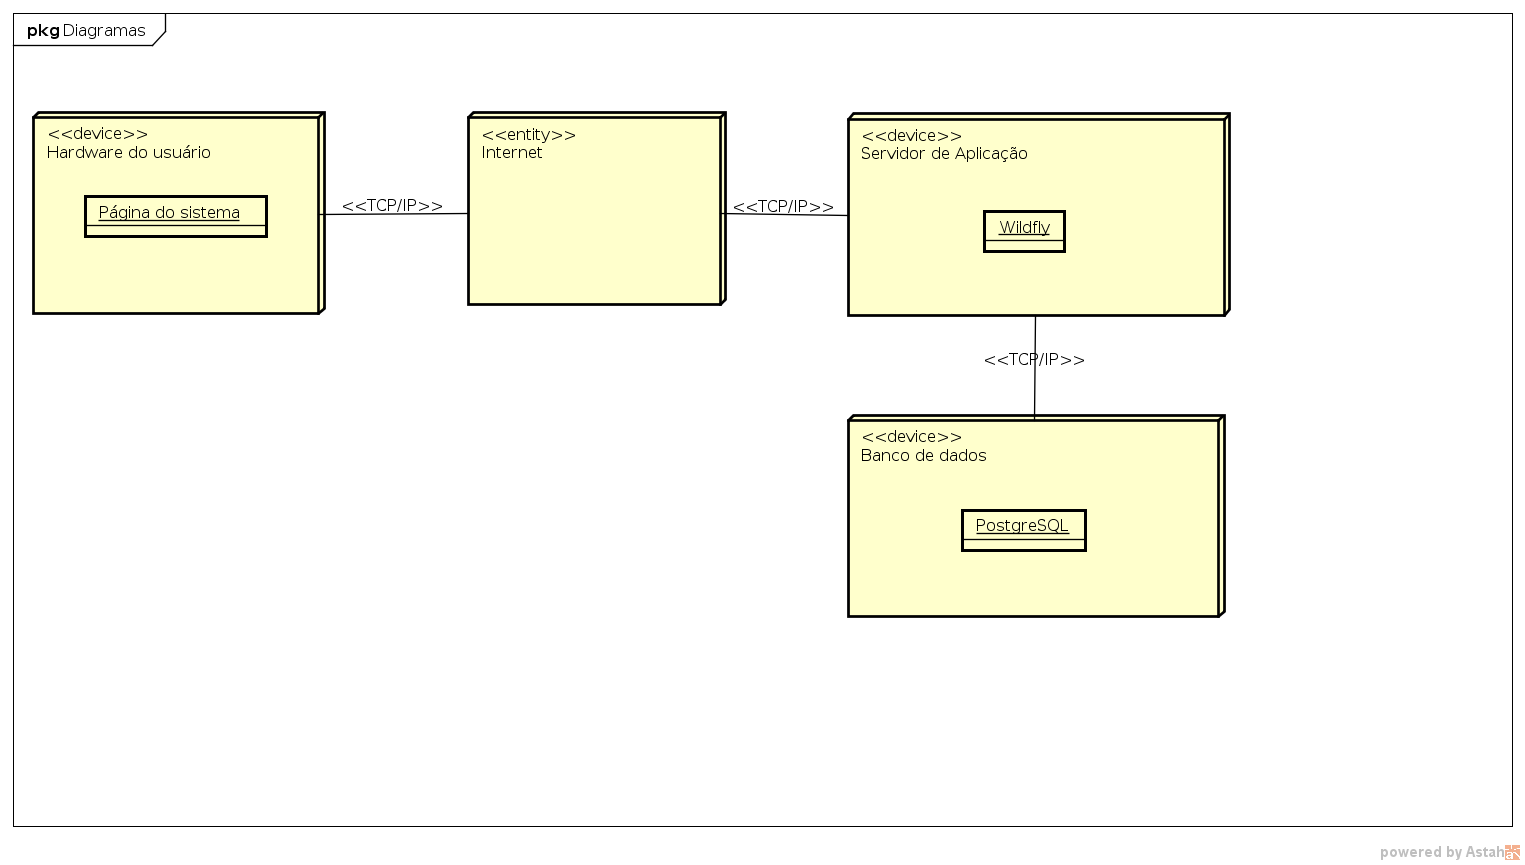 pkg Diagramas
<<device>>
Hardware do usuário
Página do sistema
<<TCP/IP>>
<<entity>>
Internet
<<TCP/IP>>
<<device>>
Servidor de Aplicação
Wildfly
<<TCP/IP>>
<<device>>
Banco de dados
PostgreSQL
powered by Astah